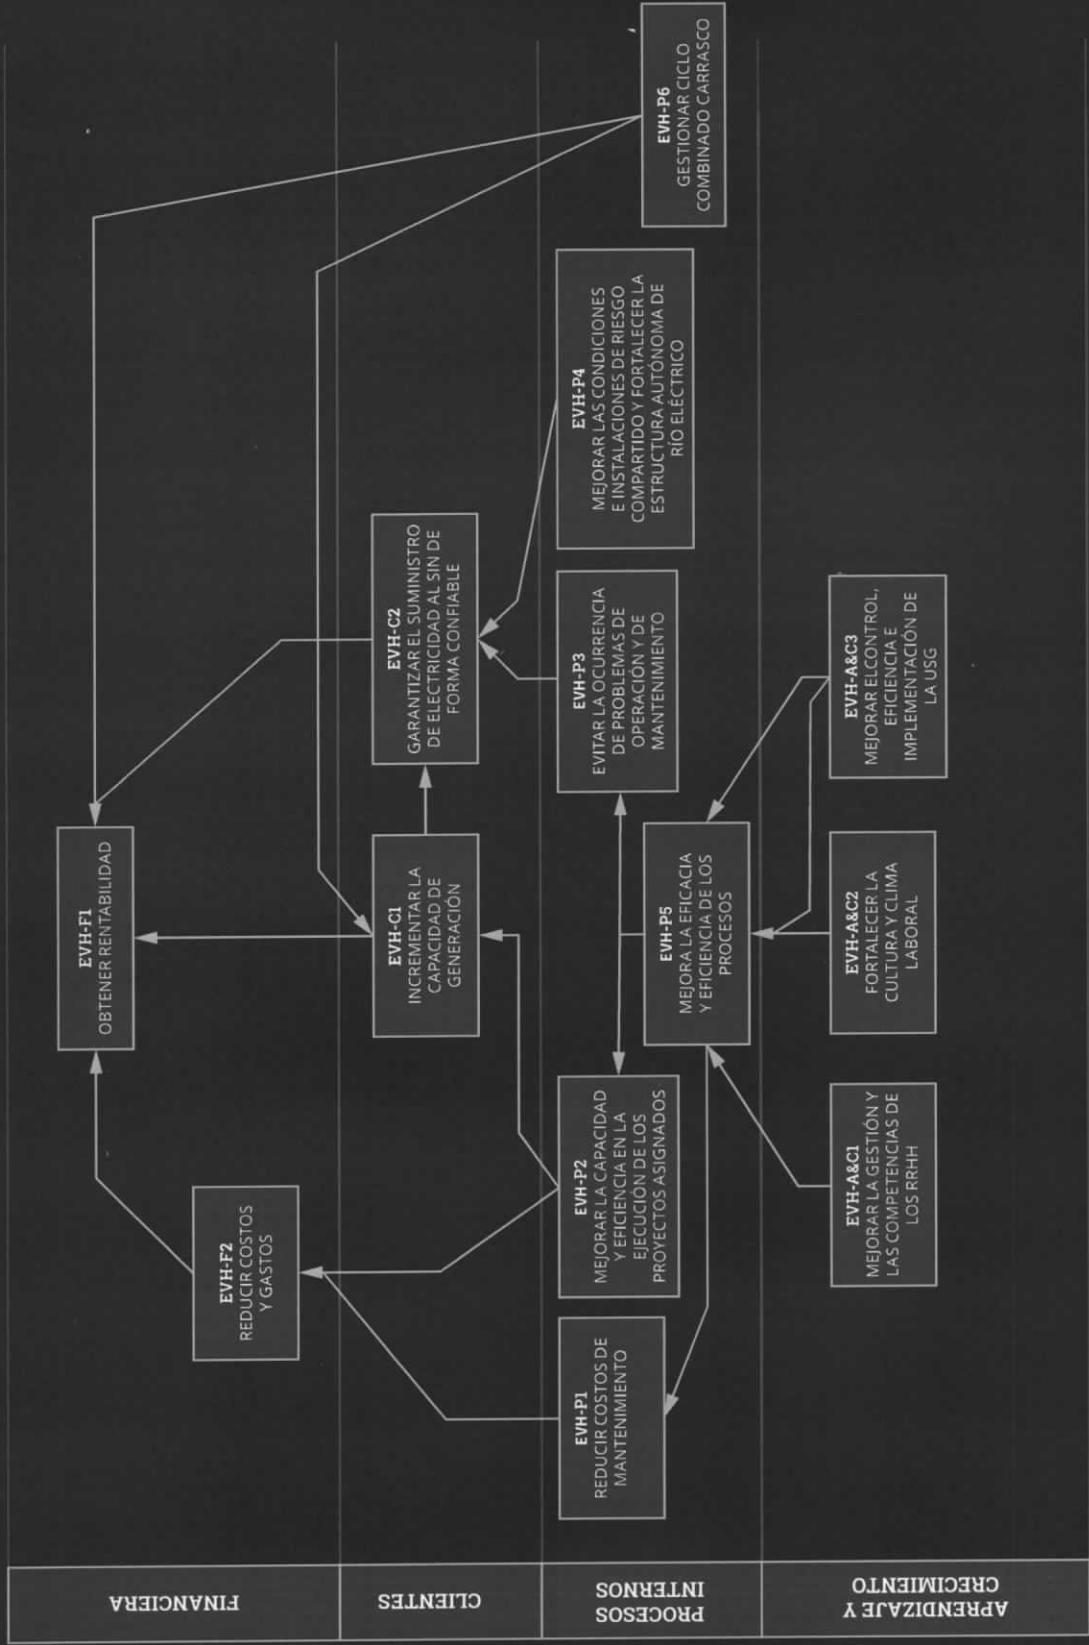 FINANCIERA
EVH-F1
OBTENER RENTABILIDAD
EVH-F2
REDUCIR COSTOS
Y GASTOS
CLIENTES
EVH-C1
INCREMENTAR LA
CAPACIDAD DE
GENERACIÓN
EVH-C2
GARANTIZAR EL SUMINISTRO
DE ELECTRICIDAD AL SIN DE
FORMA CONFIABLE
PROCESOS
INTERNOS
EVH-P1
REDUCIR COSTOS DE
MANTENIMIENTO
EVH-P2
MEJORAR LA CAPACIDAD
Y EFICIENCIA EN LA
EJECUCIÓN DE LOS
PROYECTOS ASIGNADOS
EVH-P3
EVITAR LA OCURRENCIA
DE PROBLEMAS DE
OPERACIÓN Y DE
MANTENIMIENTO
EVH-P4
MEJORAR LAS CONDICIONES
E INSTALACIONES DE RIESGO
COMPARTIDO Y FORTALECER LA
ESTRUCTURA AUTÓNOMA DE
RÍO ELÉCTRICO
EVH-P6
GESTIONAR CICLO
COMBINADO CARRASCO
EVH-P5
MEJORA LA EFICACIA
Y EFICIENCIA DE LOS
PROCESOS
APRENDIZAJE Y
CRECIMIENTO
EVH-A&C1
MEJORAR LA GESTIÓN Y
LAS COMPETENCIAS DE
LOS RRHH
EVH-A&C2
FORTALECER LA
CULTURA Y CLIMA
LABORAL
EVH-A&C3
MEJORAR ELCONTROL,
EFICIENCIA E
IMPLEMENTACIÓN DE
LA USG